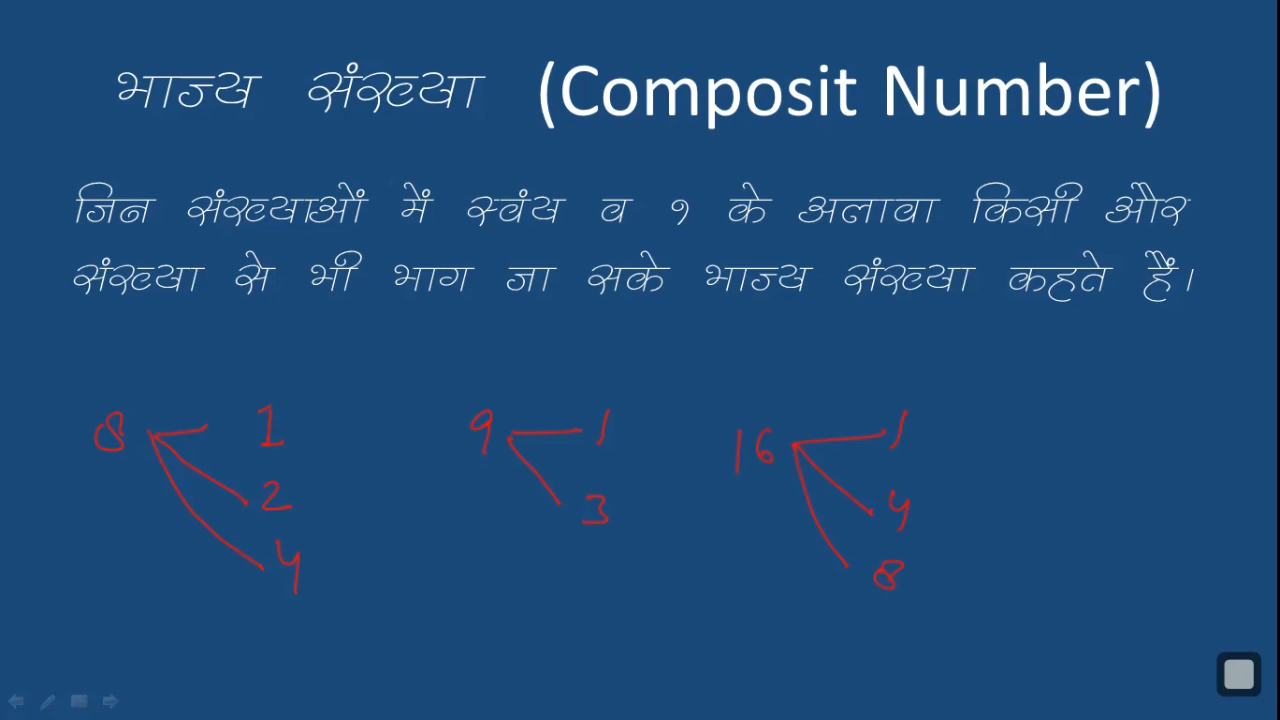 भाज्य संख्या (Composit Number)
जिन संख्याओं में स्वंय व १ के अलावा किसी और
संख्या से भी भाग जा सके भाज्य संख्या कहते हैं।
8 1 9 1 16 1
2 3 4
4 8